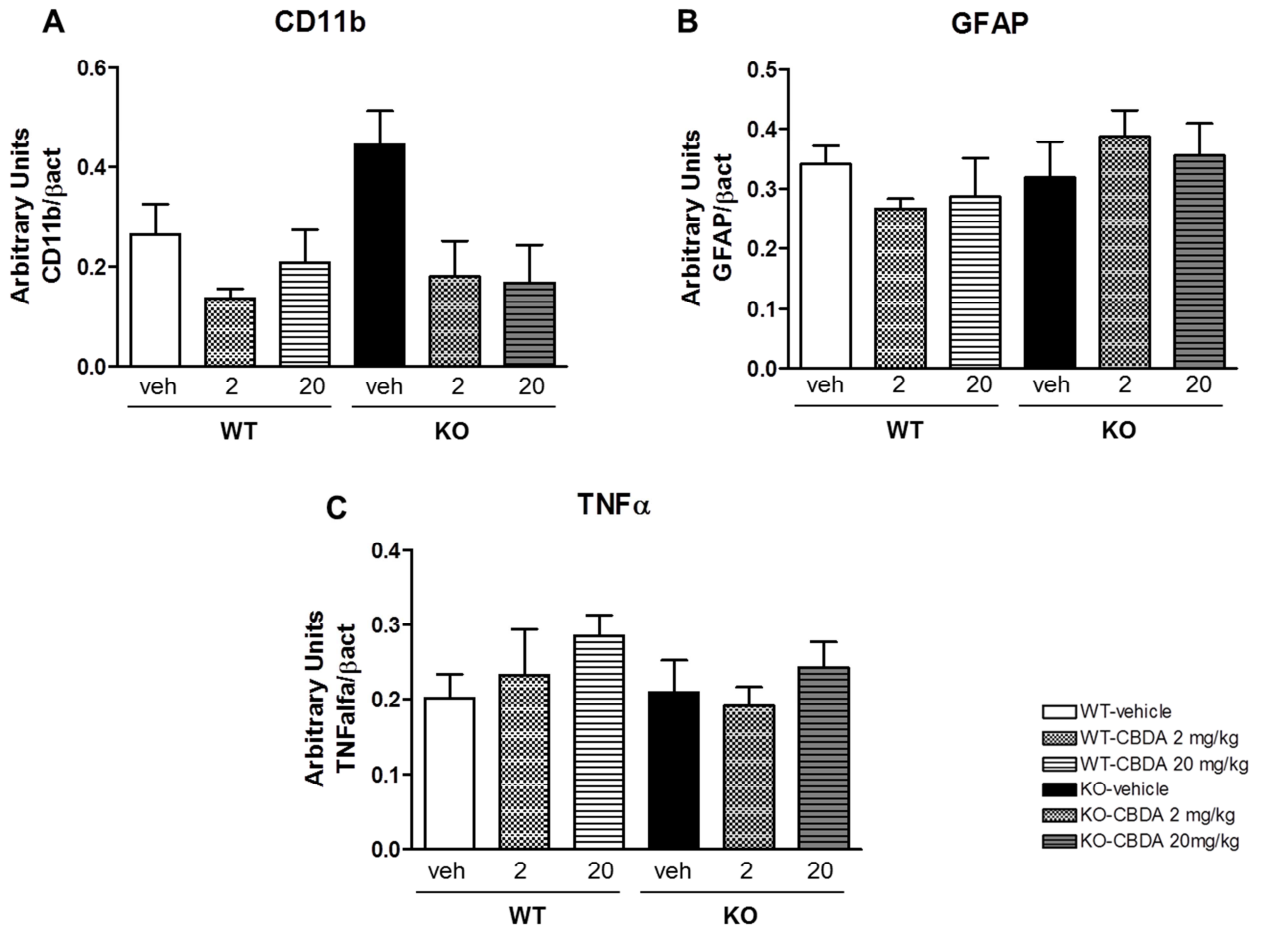 A
CD11b
Arbitrary Units
CD11b/βact
0.6
0.4
0.2
0.0
veh 2 20 veh 2 20
WT KO
B
GFAP
Arbitrary Units
GFAP/βact
0.5
0.4
0.3
0.2
0.1
0.0
veh 2 20 veh 2 20
WT KO
C
TNFα
Arbitrary Units
TNFalfa/βact
0.4
0.3
0.2
0.1
0.0
veh 2 20 veh 2 20
WT KO
WT-vehicle
WT-CBDA 2 mg/kg
WT-CBDA 20 mg/kg
KO-vehicle
KO-CBDA 2 mg/kg
KO-CBDA 20mg/kg